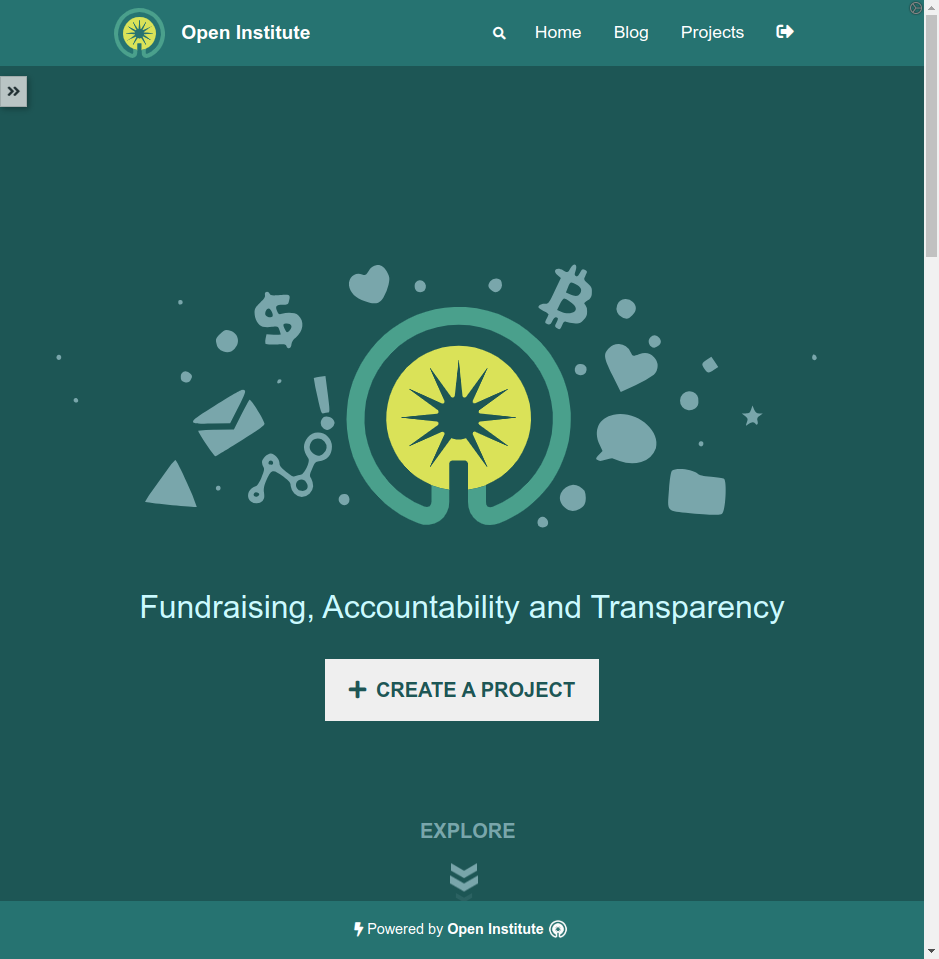 Open Institute
Home
Blog
Projects
Fundraising, Accountability and Transparency
CREATE A PROJECT
EXPLORE
Powered by Open Institute